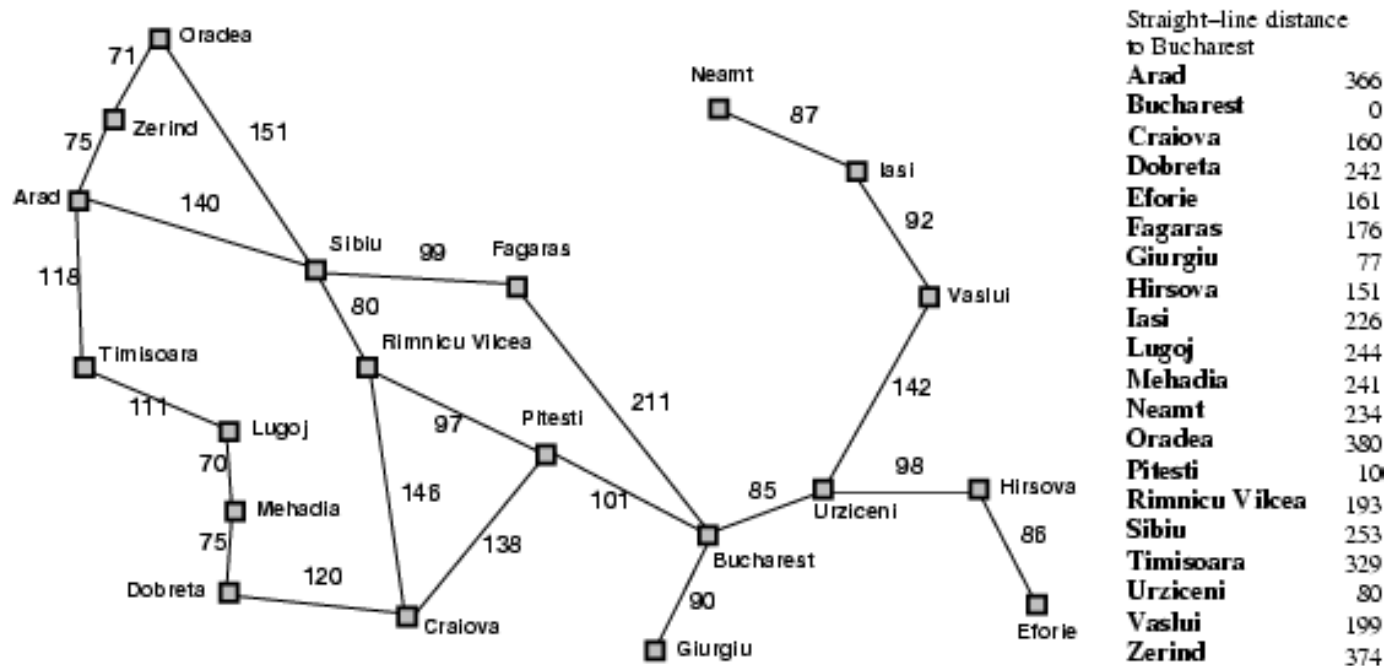 Oradea
71
Neamt
87
Zerind
151
75
Iasi
Arad
140
92
Sibiu
99
Fagaras
118
80
Vaslui
Timisoara
Rimnicu Vilcea
142
111
211
Lugoj
97
Pitesti
70
98
Hirsova
146
101
85
Urziceni
Mehadia
86
75
138
Bucharest
120
Dobreta
90
Craiova
Eforie
Giurgiu
Straight-line distance
to Bucharest
Arad 366
Bucharest 0
Craiova 160
Dobreta 242
Eforie 161
Fagaras 176
Giurgiu 77
Hirsova 151
Iasi 226
Lugoj 244
Mehadia 241
Neamt 234
Oradea 380
Pitesti 10
Rimnicu Vilcea 193
Sibiu 253
Timisoara 329
Urziceni 80
Vaslui 199
Zerind 374